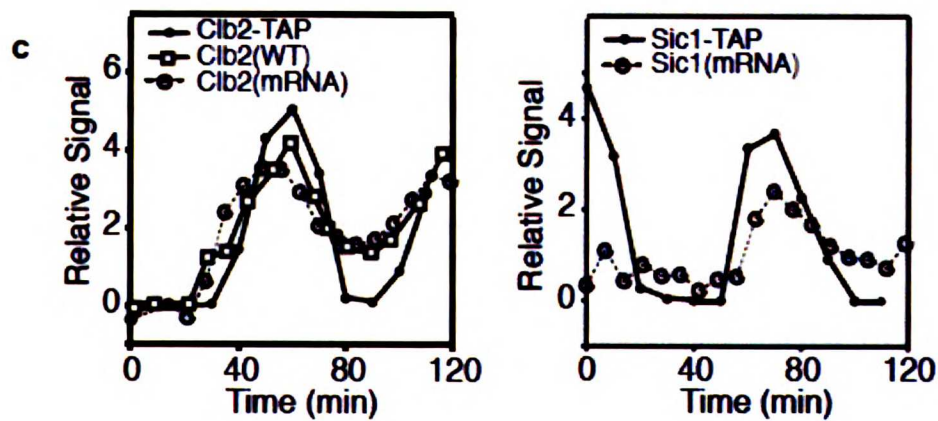 c
Clb2-TAP
Clb2(WT)
Clb2(mRNA)
Relative Signal
6
4
2
0
0 40 80 120
Time (min)
Sic1-TAP
Sic1(mRNA)
Relative Signal
4
2
0
0 40 80 120
Time (min)